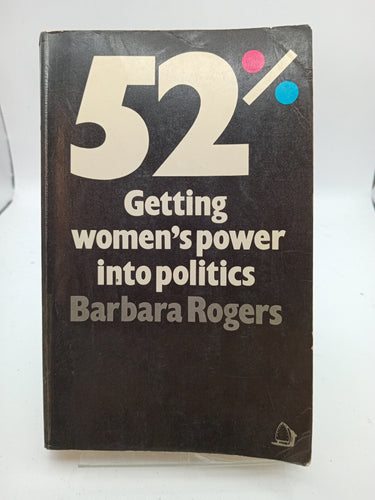 52%
Getting
women's power
into politics
Barbara Rogers